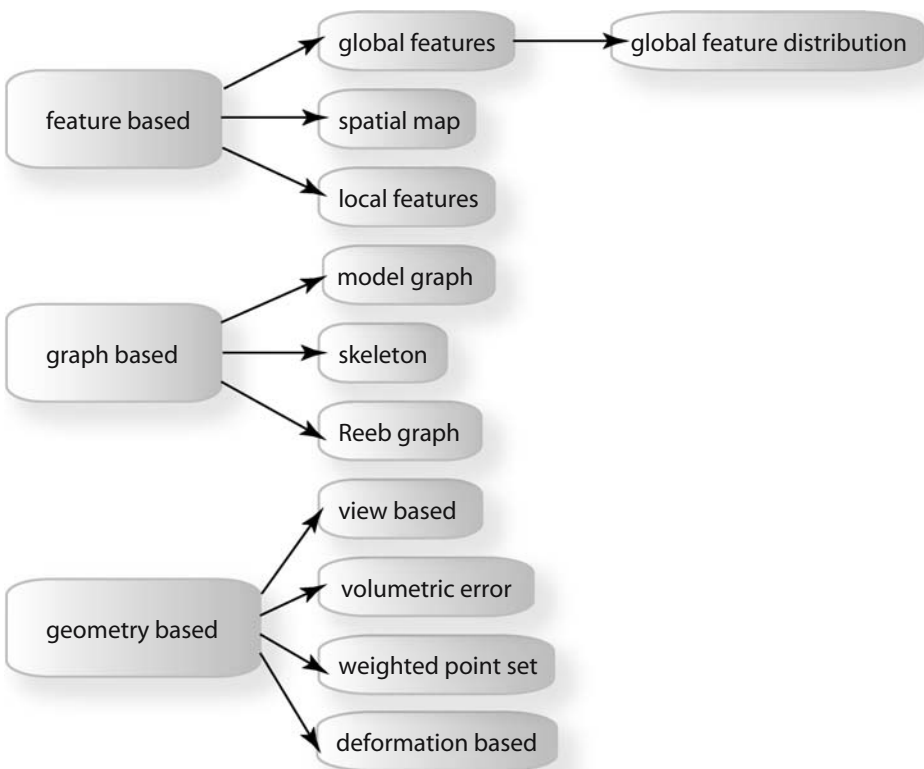 global features
global feature distribution
feature based
spatial map
local features
model graph
graph based
skeleton
Reeb graph
view based
volumetric error
geometry based
weighted point set
deformation based